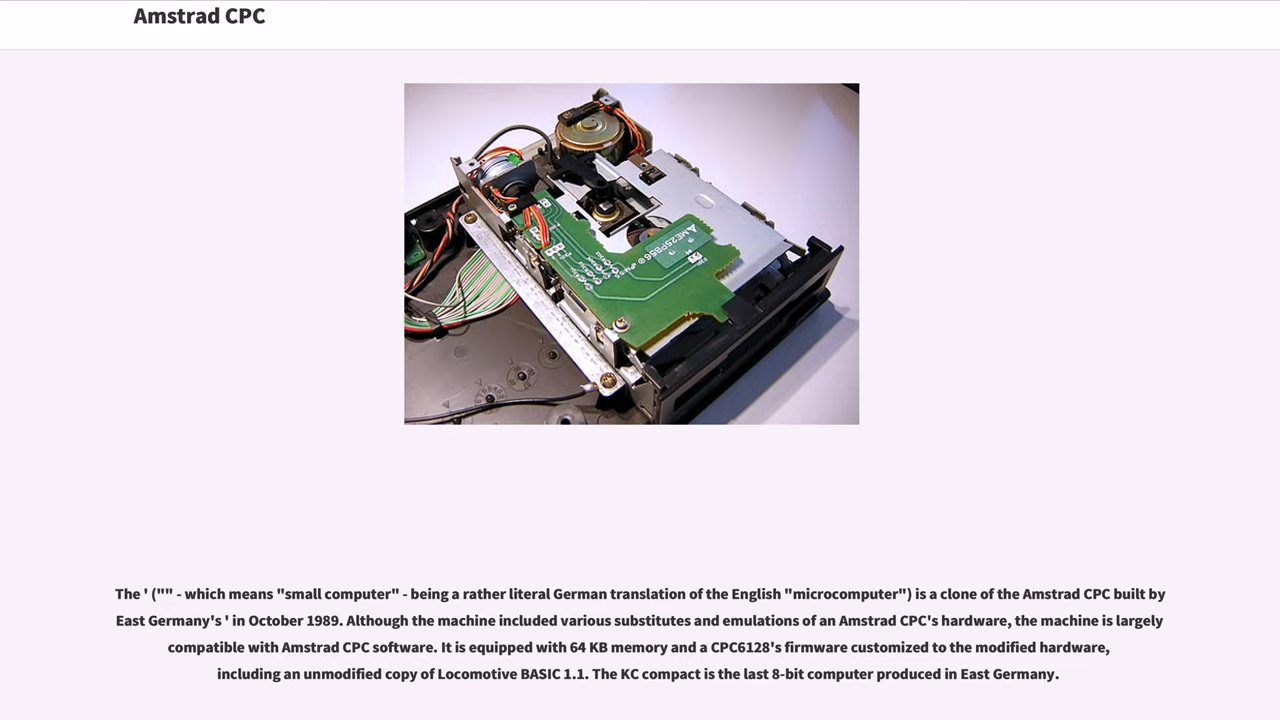 Amstrad CPC
ME25PB56
The ' ("" - which means "small computer" - being a rather literal German translation of the English "microcomputer") is a clone of the Amstrad CPC built by
East Germany's ' in October 1989. Although the machine included various substitutes and emulations of an Amstrad CPC's hardware, the machine is largely
compatible with Amstrad CPC software. It is equipped with 64 KB memory and a CPC6128's firmware customized to the modified hardware,
including an unmodified copy of Locomotive BASIC 1.1. The KC compact is the last 8-bit computer produced in East Germany.